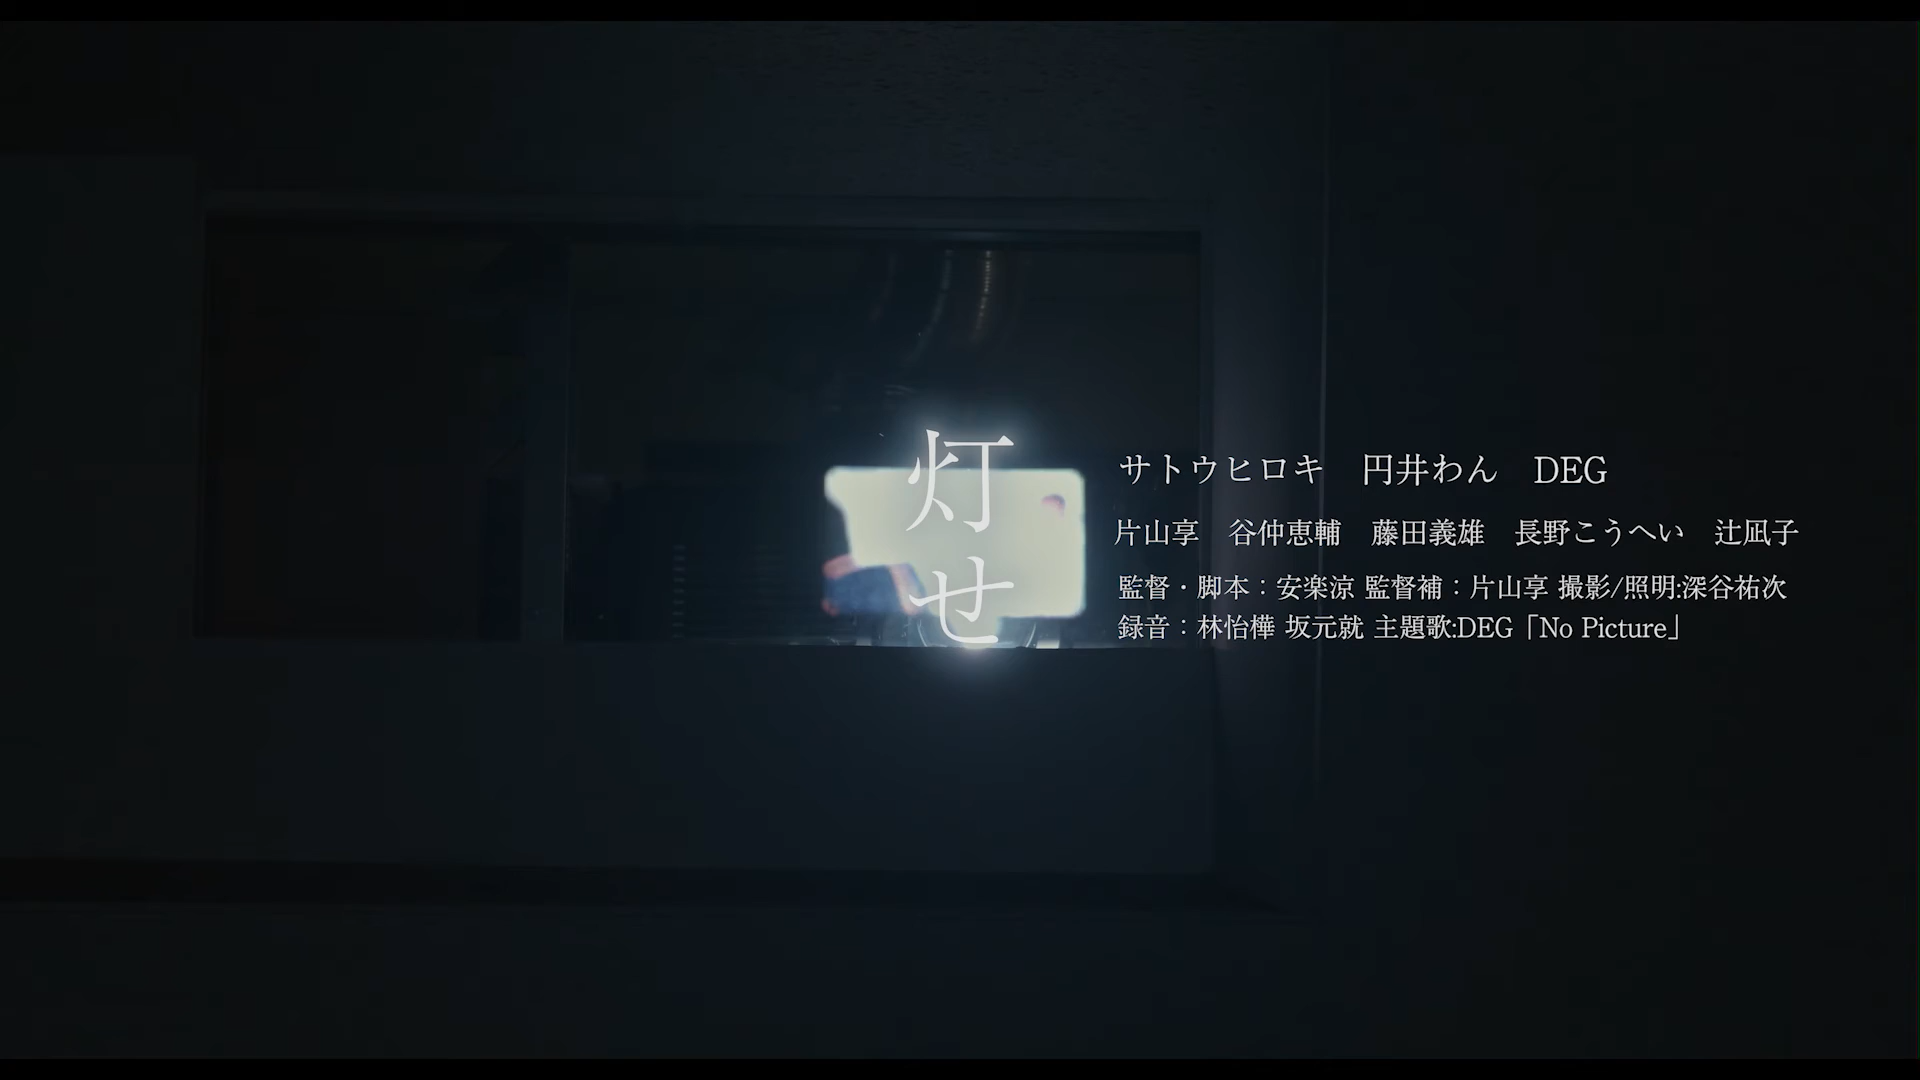 灯せ
サトウヒロキ　円井わん　DEG
片山享　谷仲恵輔　藤田義雄　長野こうへい　辻凪子
監督・脚本：安楽涼 監督補：片山享 撮影/照明:深谷祐次
録音：林怡樺 坂元就 主題歌:DEG「No Picture」